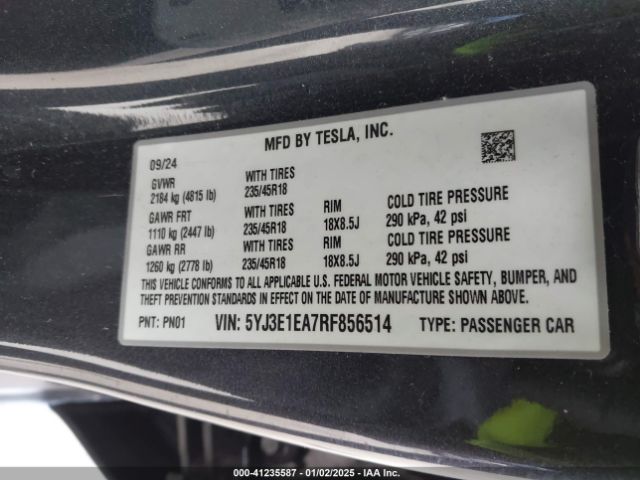 MFD BY TESLA, INC.
09/24
GVWR WITH TIRES
2184 kg (4815 lb) 235/45R18
GAWR FRT WITH TIRES RIM COLD TIRE PRESSURE
1110 kg (2447 lb) 235/45R18 18X8.5J 290 kPa, 42 psi
GAWR RR WITH TIRES RIM COLD TIRE PRESSURE
1260 kg (2778 lb) 235/45R18 18X8.5J 290 kPa, 42 psi
THIS VEHICLE CONFORMS TO ALL APPLICABLE U.S. FEDERAL MOTOR VEHICLE SAFETY, BUMPER, AND
THEFT PREVENTION STANDARDS IN EFFECT ON THE DATE OF MANUFACTURE SHOWN ABOVE.
PNT: PN01 VIN: 5YJ3E1EA7RF856514 TYPE: PASSENGER CAR
000-41235587 - 01/02/2025 - IAA Inc.